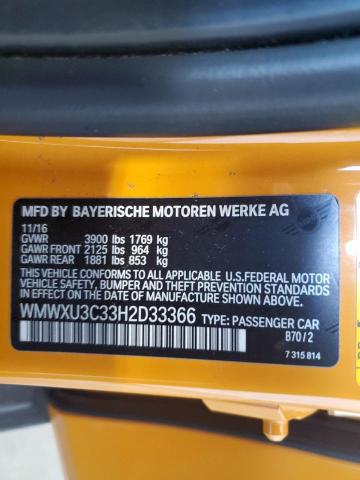 MFD BY BAYERISCHE MOTOREN WERKE AG
11/16
GVWR 3900 lbs 1769 kg
GAWR FRONT 2125 lbs 964 kg
GAWR REAR 1881 lbs 853 kg
THIS VEHICLE CONFORMS TO ALL APPLICABLE U.S. FEDERAL MOTOR
VEHICLE SAFETY, BUMPER AND THEFT PREVENTION STANDARDS IN
EFFECT ON THE DATE OF MANUFACTURE SHOWN ABOVE.
WMWXU3C33H2D33366 TYPE: PASSENGER CAR
B70/2
7 315 814